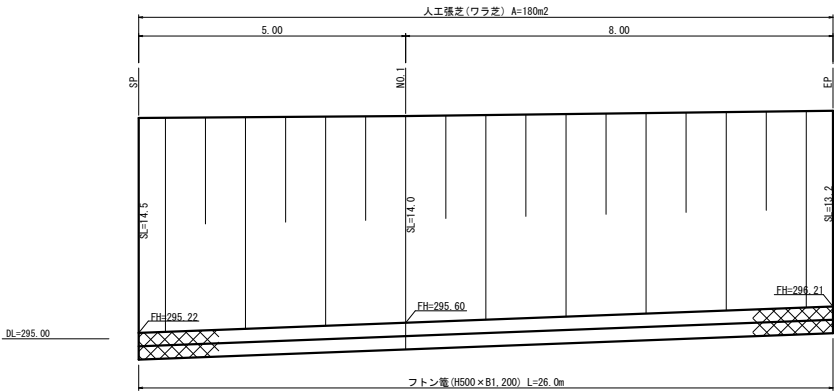 人工張芝(ワラ芝) A=180m2
5.00
8.00
SP
NO.1
EP
SL=14.5
SL=14.0
SL=13.2
FH=295.22
FH=295.60
FH=296.21
DL=295.00
フトン篭(H500×B1,200) L=26.0m